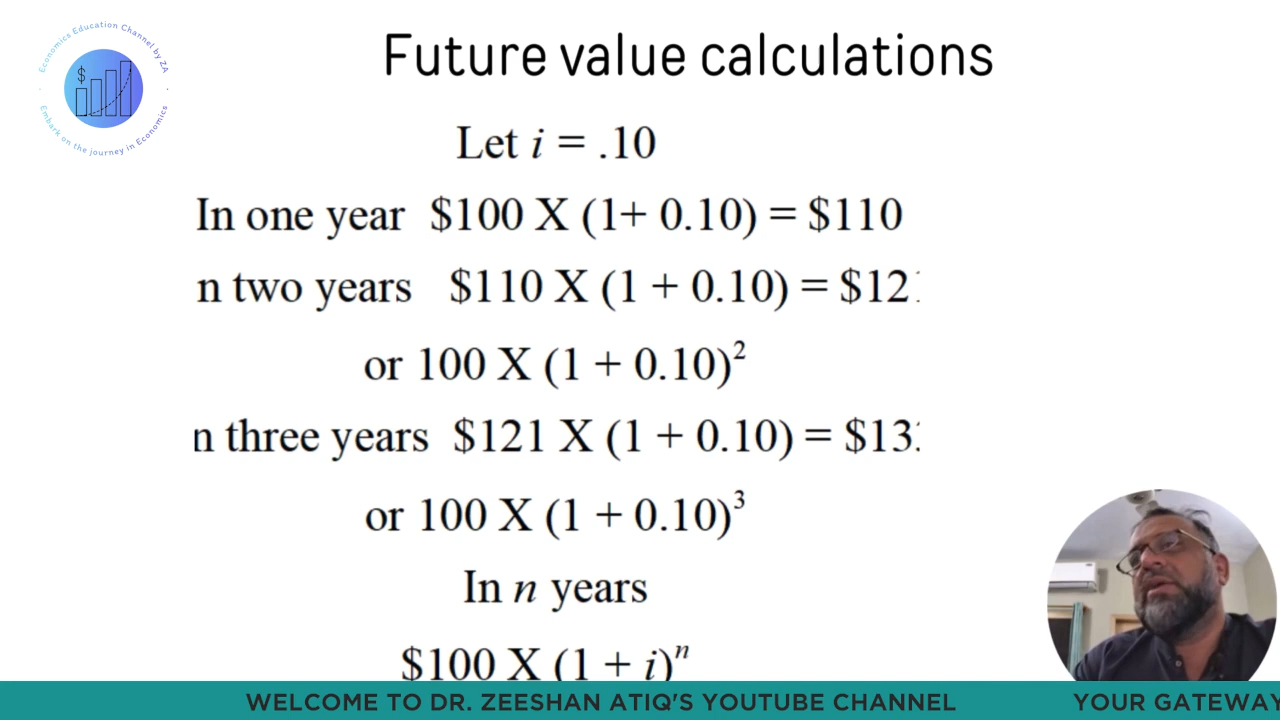 Economics Education Channel by ZA
$
Embark on the journey in Economics
Future value calculations
Let i = .10
In one year $100 X (1+ 0.10) = $110
n two years $110 X (1 + 0.10) = $12
or 100 X (1 + 0.10)²
n three years $121 X (1 + 0.10) = $13
or 100 X (1 + 0.10)³
In n years
$100 X (1 + i)ⁿ
WELCOME TO DR. ZEESHAN ATIQ'S YOUTUBE CHANNEL YOUR GATEWAY